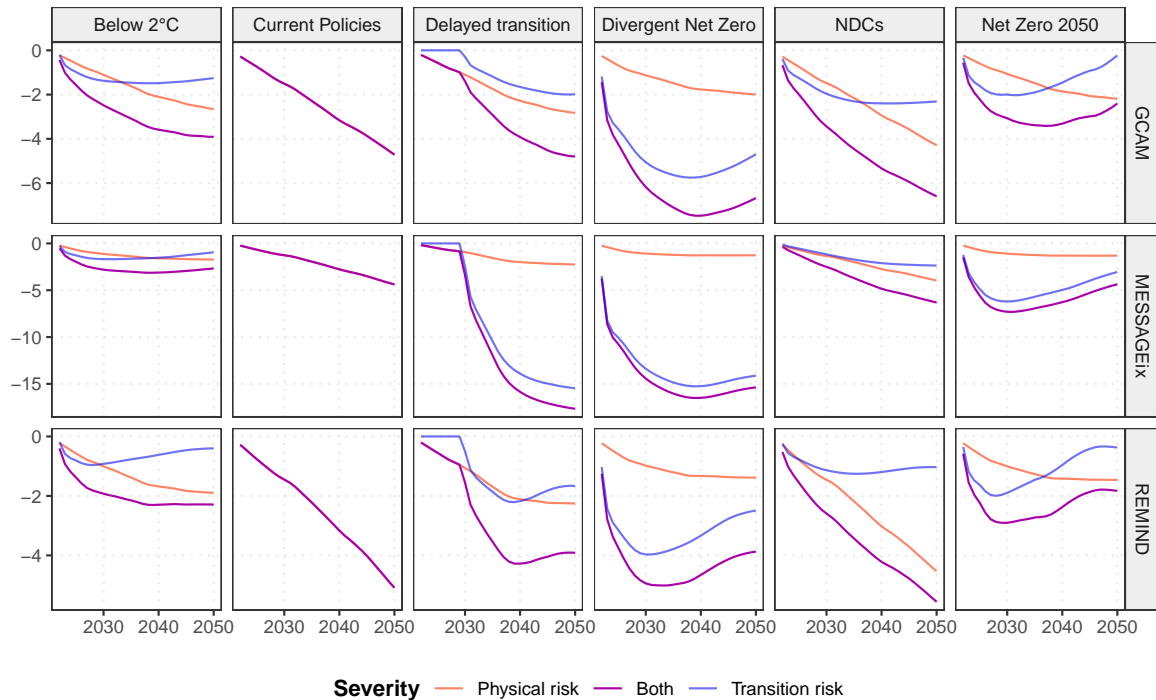 Below 2°C Current Policies Delayed transition Divergent Net Zero NDCs Net Zero 2050
0
−2
−4
−6
GCAM
0
−5
−10
−15
MESSAGEix
0
−2
−4
REMIND
2030 2040 2050 2030 2040 2050 2030 2040 2050 2030 2040 2050 2030 2040 2050 2030 2040 2050
Severity Physical risk Both Transition risk